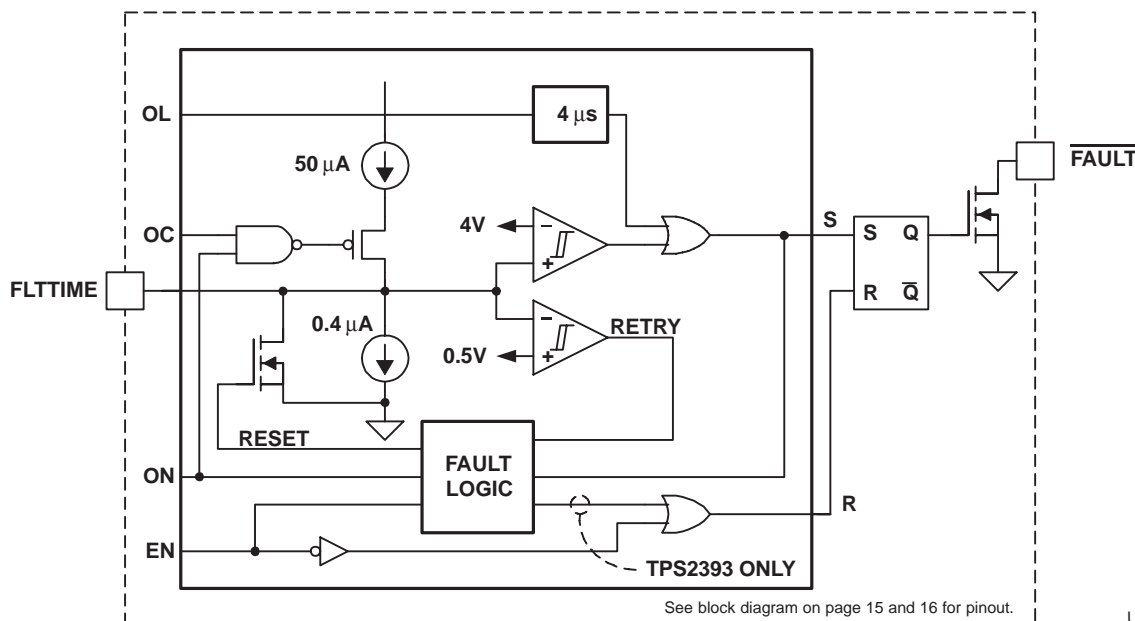 OL
4 μs
50 μA
FAULT
4V
S
OC
S Q
FLTTIME
R Q
0.4 μA
RETRY
0.5V
RESET
FAULT
LOGIC
ON
R
EN
TPS2393 ONLY
See block diagram on page 15 and 16 for pinout.